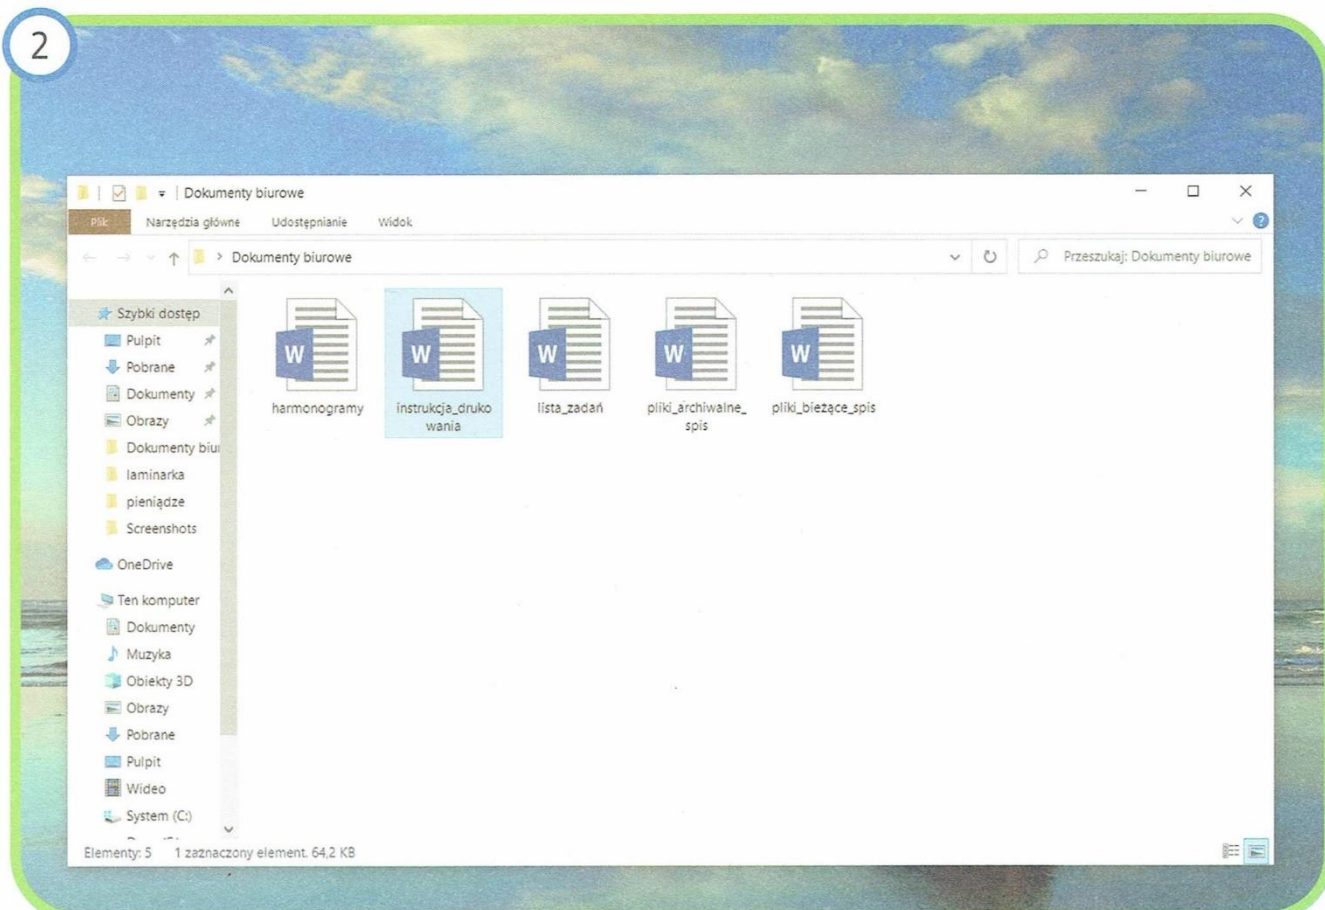 2
Dokumenty biurowe
Plik Narzędzia główne Udostępnianie Widok
Dokumenty biurowe
Przeszukaj: Dokumenty biurowe
Szybki dostęp
Pulpit
Pobrane
Dokumenty
Obrazy
Dokumenty biur
laminarka
pieniądze
Screenshots
OneDrive
Ten komputer
Dokumenty
Muzyka
Obiekty 3D
Obrazy
Pobrane
Pulpit
Wideo
System (C:)
W W W W W
harmonogramy
instrukcja_druko
wania
lista_zadań
pliki_archiwalne_
spis
pliki_bieżące_spis
Elementy: 5 1 zaznaczony element. 64,2 KB